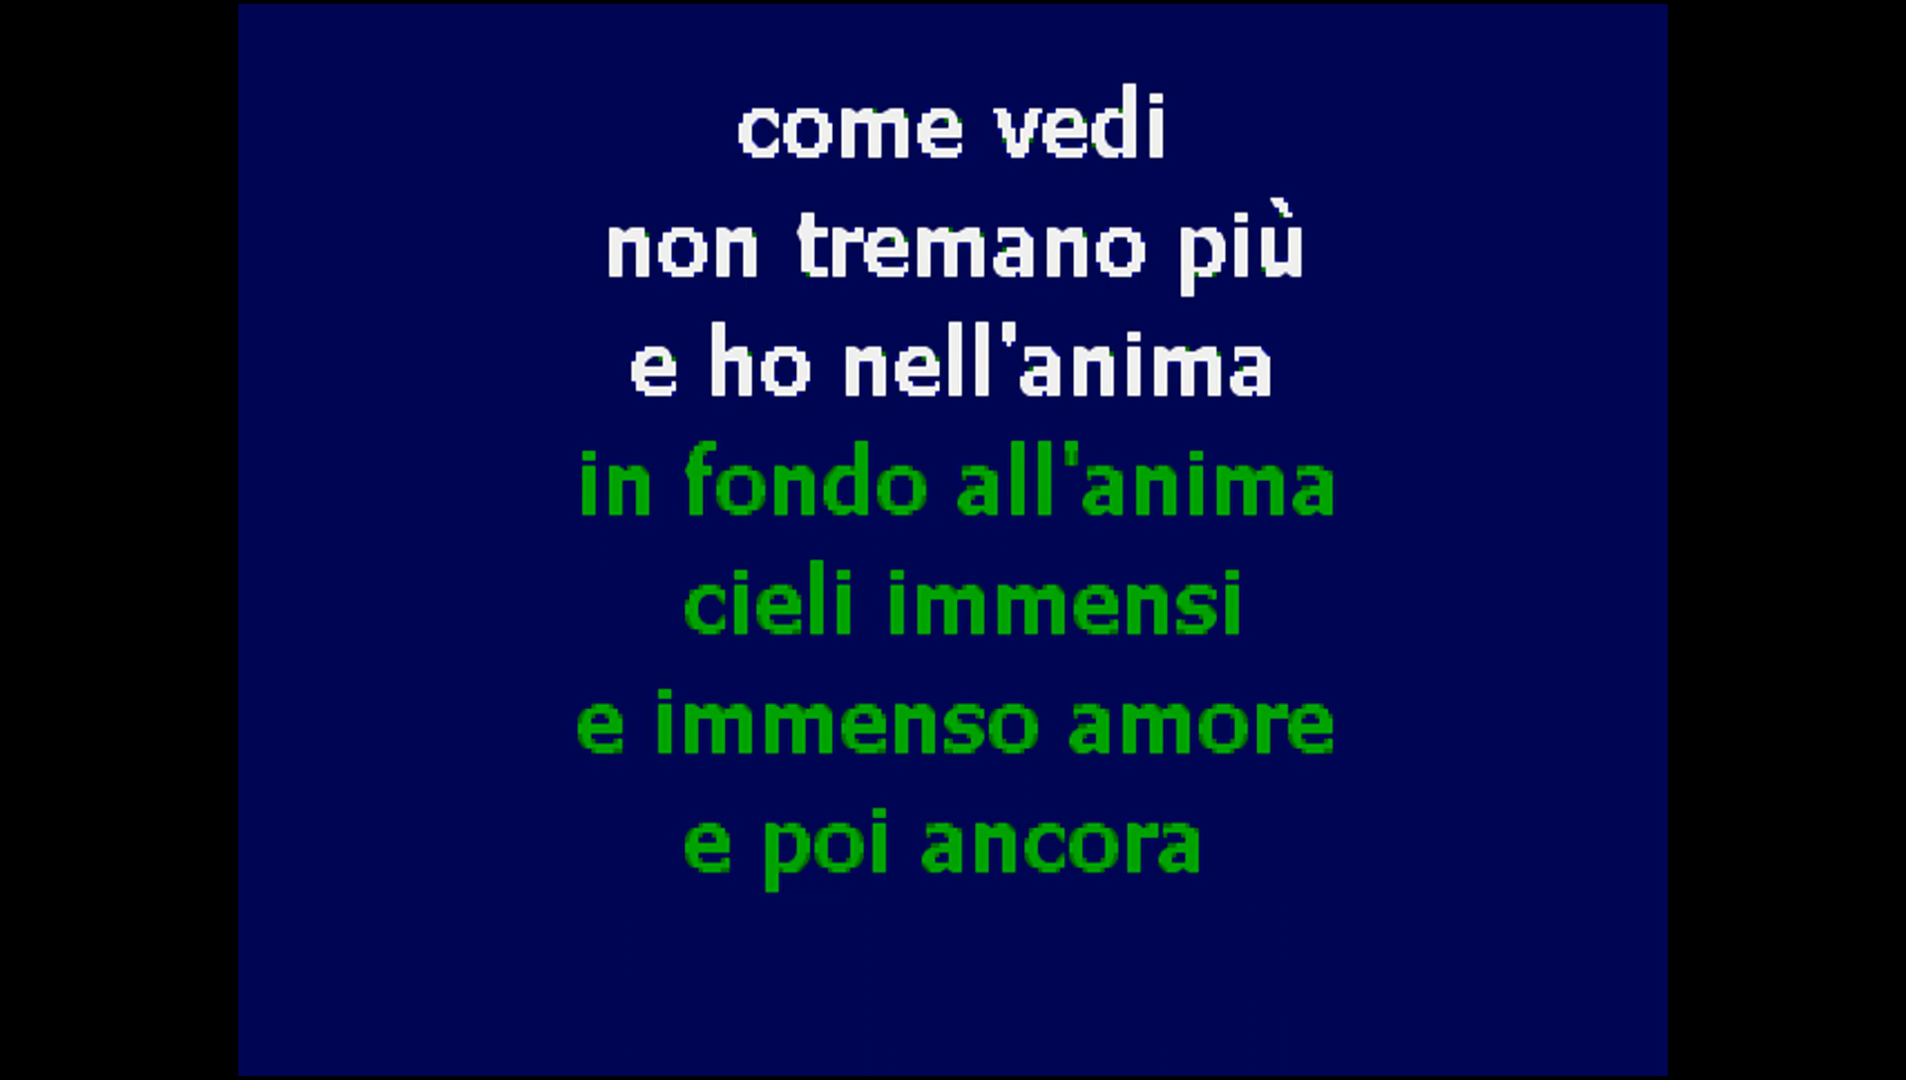 come vedi
non tremano più
e ho nell'anima
in fondo all'anima
cieli immensi
e immenso amore
e poi ancora